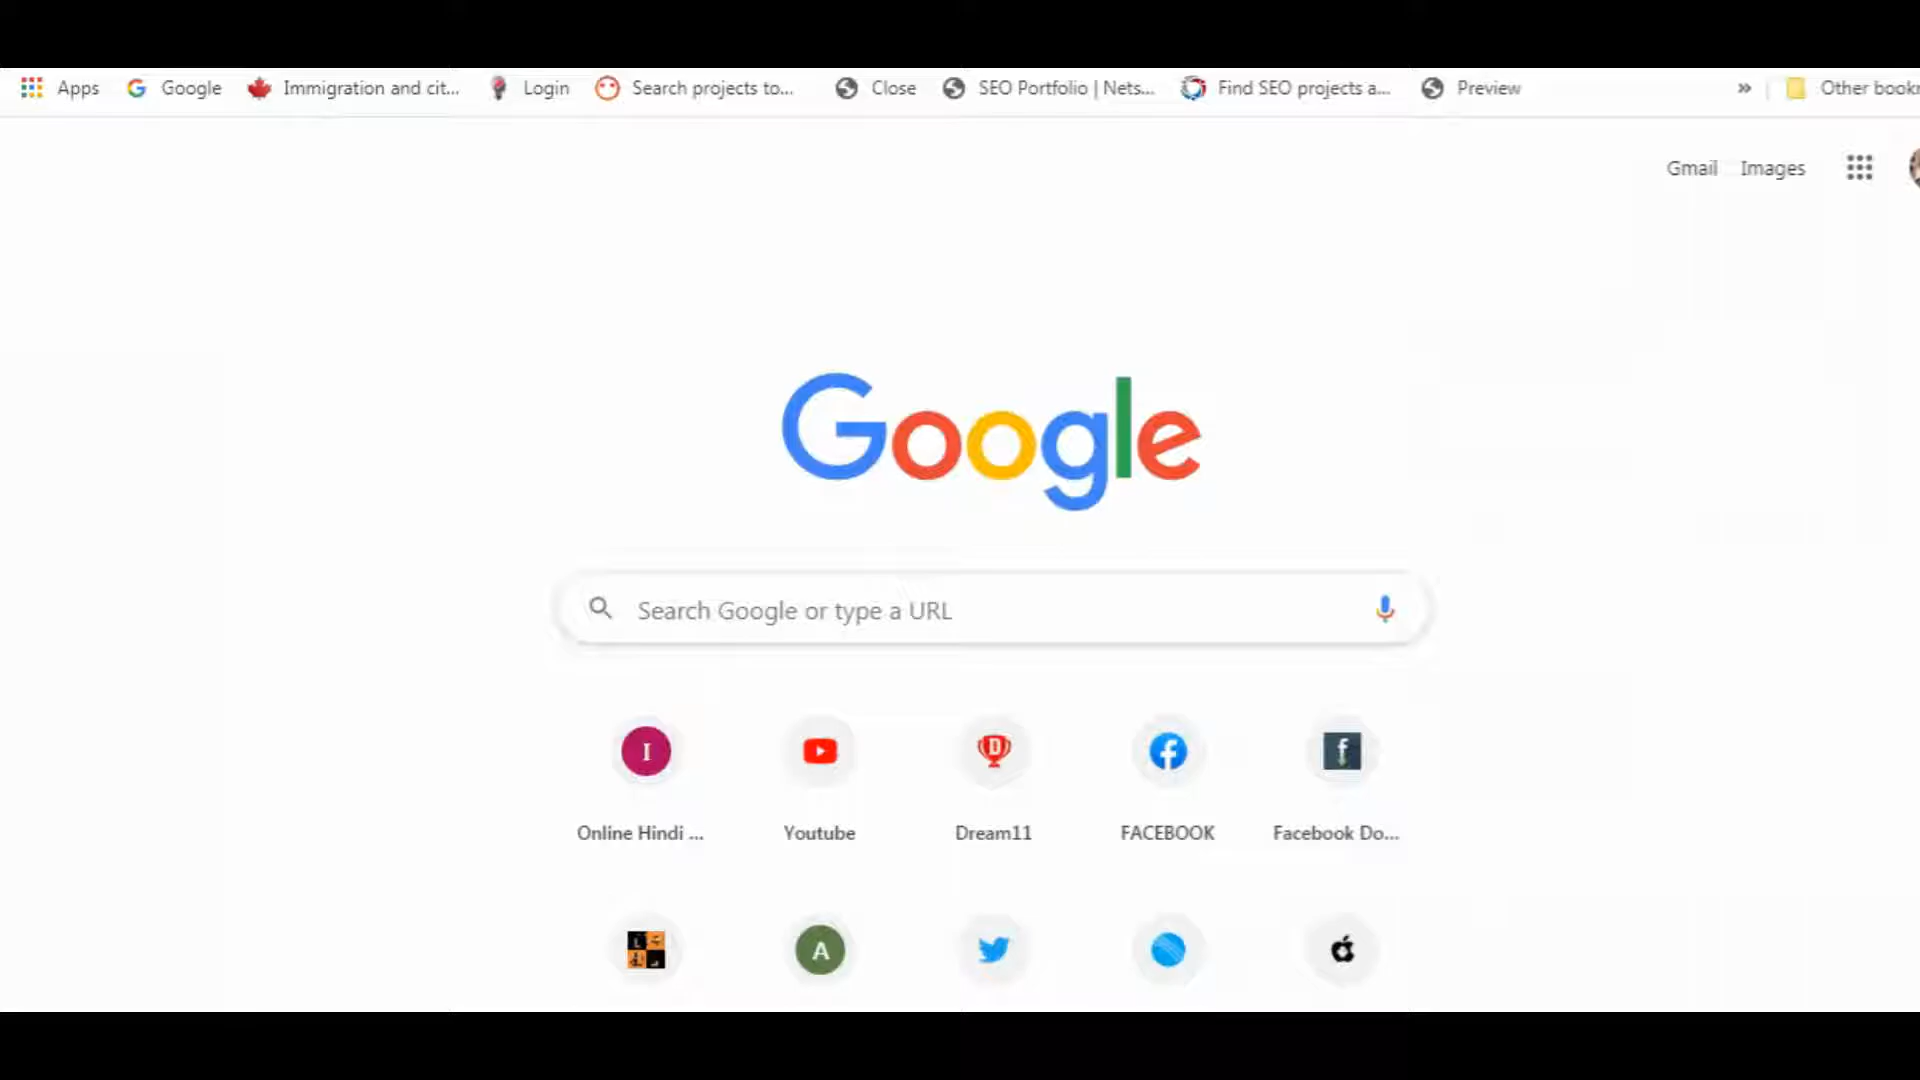 Apps Google Immigration and cit... Login Search projects to... Close SEO Portfolio | Nets... Find SEO projects a... Preview » Other bookm
Gmail Images
Google
Search Google or type a URL
I D f
Online Hindi ... Youtube Dream11 FACEBOOK Facebook Do...
A